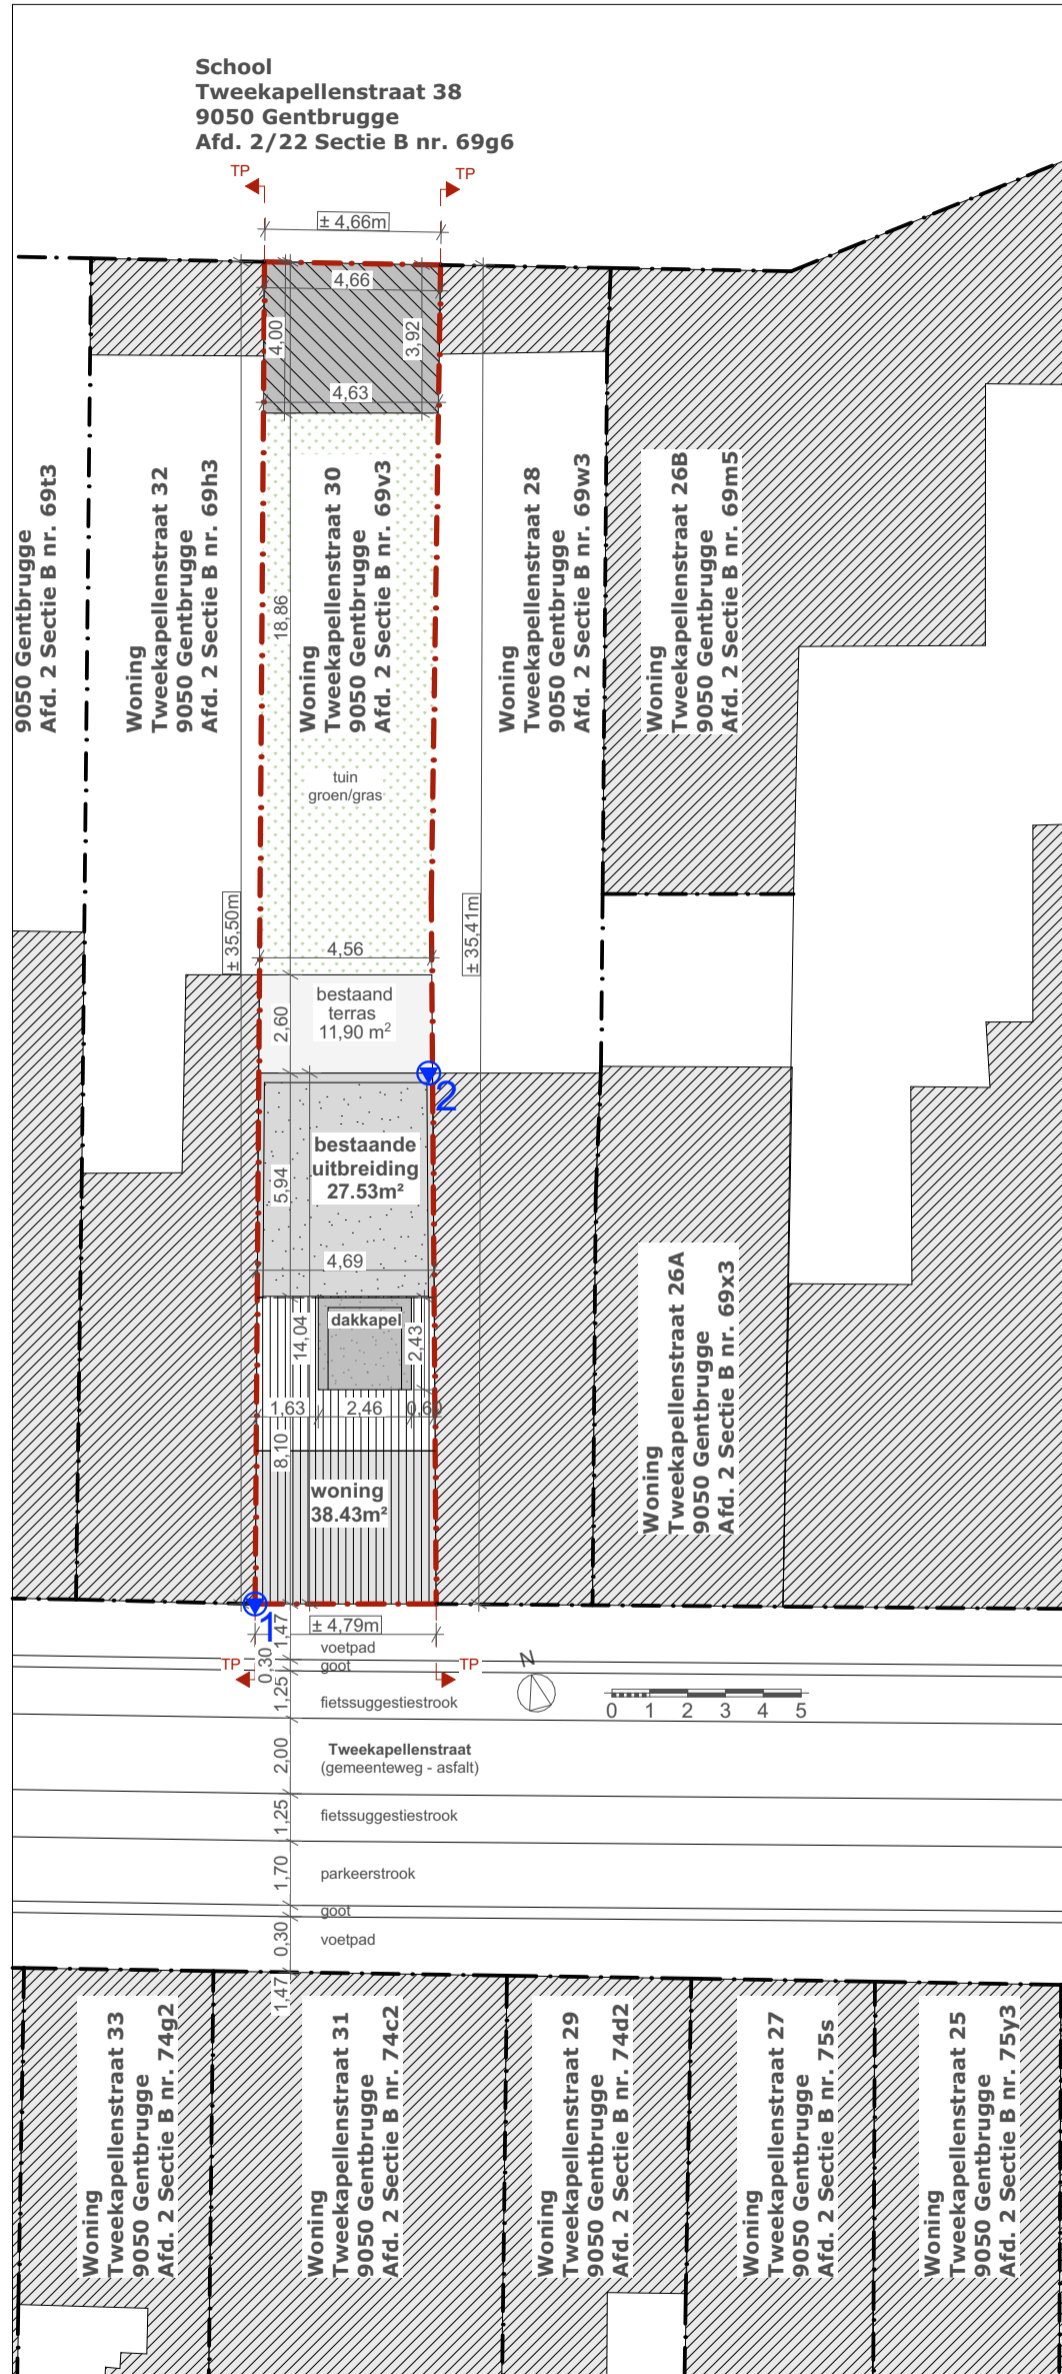 School
Tweekapellenstraat 38
9050 Gentbrugge
Afd. 2/22 Sectie B nr. 69g6
TP
TP
± 4,66m
4,66
4,00
3,92
4,63
9050 Gentbrugge
Afd. 2 Sectie B nr. 69t3
Woning
Tweekapellenstraat 32
9050 Gentbrugge
Afd. 2 Sectie B nr. 69h3
Woning
Tweekapellenstraat 30
9050 Gentbrugge
Afd. 2 Sectie B nr. 69v3
Woning
Tweekapellenstraat 28
9050 Gentbrugge
Afd. 2 Sectie B nr. 69w3
Woning
Tweekapellenstraat 26B
9050 Gentbrugge
Afd. 2 Sectie B nr. 69m5
18,86
tuin
groen/gras
± 35,50m
± 35,41m
4,56
2,60
bestaand
terras
11,90 m²
2
bestaande
uitbreiding
27.53m²
5,94
4,69
dakkapel
14,04
2,43
1,63
2,46
0,60
8,10
woning
38.43m²
Woning
Tweekapellenstraat 26A
9050 Gentbrugge
Afd. 2 Sectie B nr. 69x3
1
± 4,79m
1,47
voetpad
TP
0,30
goot
TP
N
1,25
fietssuggestiestrook
0 1 2 3 4 5
2,00
Tweekapellenstraat
(gemeenteweg - asfalt)
1,25
fietssuggestiestrook
1,70
parkeerstrook
goot
0,30
voetpad
1,47
Woning
Tweekapellenstraat 33
9050 Gentbrugge
Afd. 2 Sectie B nr. 74g2
Woning
Tweekapellenstraat 31
9050 Gentbrugge
Afd. 2 Sectie B nr. 74c2
Woning
Tweekapellenstraat 29
9050 Gentbrugge
Afd. 2 Sectie B nr. 74d2
Woning
Tweekapellenstraat 27
9050 Gentbrugge
Afd. 2 Sectie B nr. 75s
Woning
Tweekapellenstraat 25
9050 Gentbrugge
Afd. 2 Sectie B nr. 75y3